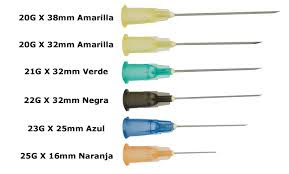 20G X 38mm Amarilla
20G X 32mm Amarilla
21G X 32mm Verde
22G X 32mm Negra
23G X 25mm Azul
25G X 16mm Naranja